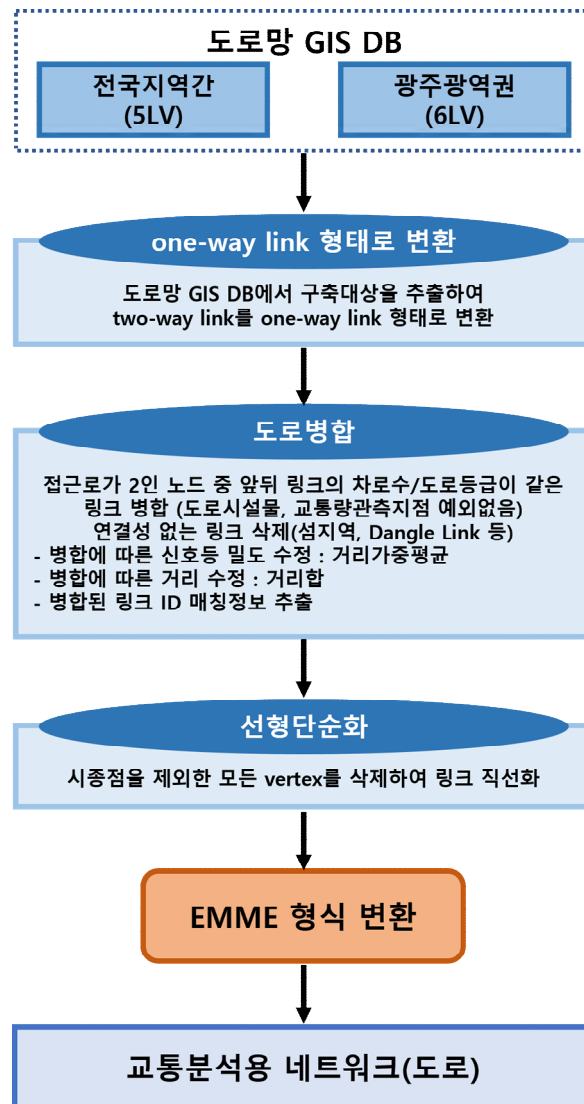 도로망 GIS DB
전국지역간
(5LV)
광주광역권
(6LV)
one-way link 형태로 변환
도로망 GIS DB에서 구축대상을 추출하여
two-way link를 one-way link 형태로 변환
도로병합
접근로가 2인 노드 중 앞뒤 링크의 차로수/도로등급이 같은
링크 병합 (도로시설물, 교통량관측지점 예외없음)
연결성 없는 링크 삭제(섬지역, Dangle Link 등)
- 병합에 따른 신호등 밀도 수정 : 거리가중평균
- 병합에 따른 거리 수정 : 거리합
- 병합된 링크 ID 매칭정보 추출
선형단순화
시종점을 제외한 모든 vertex를 삭제하여 링크 직선화
EMME 형식 변환
교통분석용 네트워크(도로)